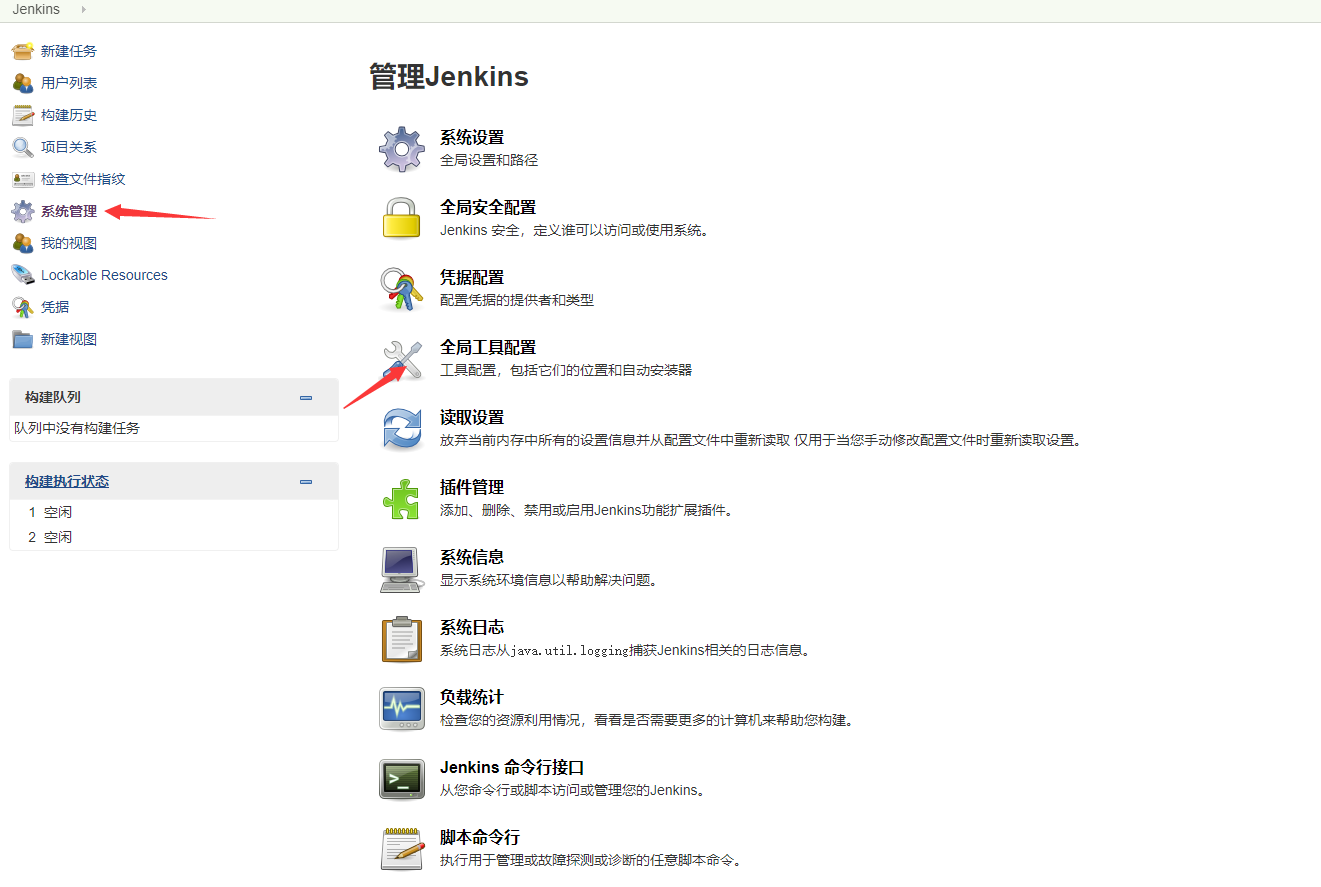 Jenkins
新建任务
用户列表
构建历史
项目关系
检查文件指纹
系统管理
我的视图
Lockable Resources
凭据
新建视图
构建队列
队列中没有构建任务
构建执行状态
1 空闲
2 空闲
管理Jenkins
系统设置
全局设置和路径
全局安全配置
Jenkins 安全，定义谁可以访问或使用系统。
凭据配置
配置凭据的提供者和类型
全局工具配置
工具配置，包括它们的位置和自动安装器
读取设置
放弃当前内存中所有的设置信息并从配置文件中重新读取 仅用于当您手动修改配置文件时重新读取设置。
插件管理
添加、删除、禁用或启用Jenkins功能扩展插件。
系统信息
显示系统环境信息以帮助解决问题。
系统日志
系统日志从java.util.logging捕获Jenkins相关的日志信息。
负载统计
检查您的资源利用情况，看看是否需要更多的计算机来帮助您构建。
Jenkins 命令行接口
从您命令行或脚本访问或管理您的Jenkins。
脚本命令行
执行用于管理或故障探测或诊断的任意脚本命令。